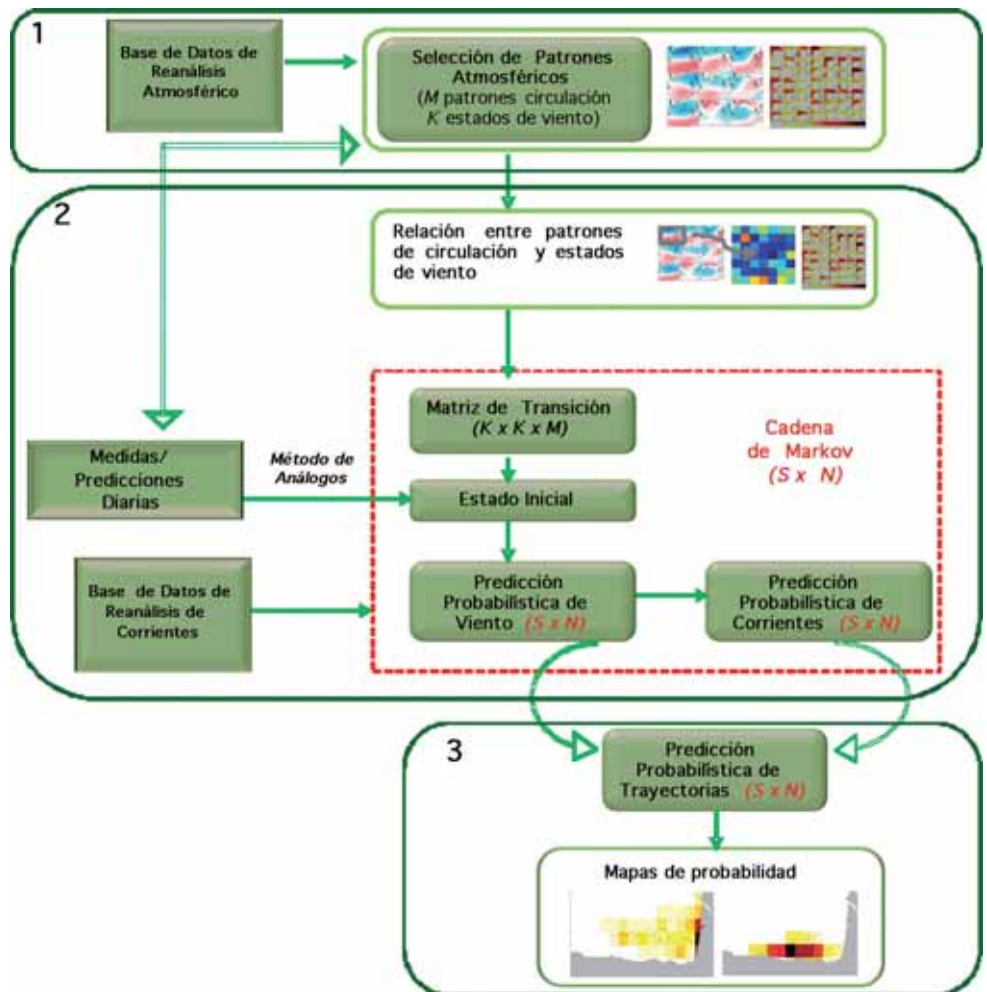 1
Base de Datos de
Reanálisis
Atmosférico
Selección de Patrones
Atmosféricos
(M patrones circulación
K estados de viento)
2
Relación entre patrones
de circulación y estados
de viento
Matriz de Transición
(K x K x M)
Cadena
de Markov
(S x N)
Medidas/
Predicciones
Diarias
Método de
Análogos
Estado Inicial
Base de Datos de
Reanálisis de
Corrientes
Predicción
Probabilística de
Viento (S x N)
Predicción
Probabilística de
Corrientes (S x N)
3
Predicción
Probabilística de
Trayectorias (S x N)
Mapas de probabilidad